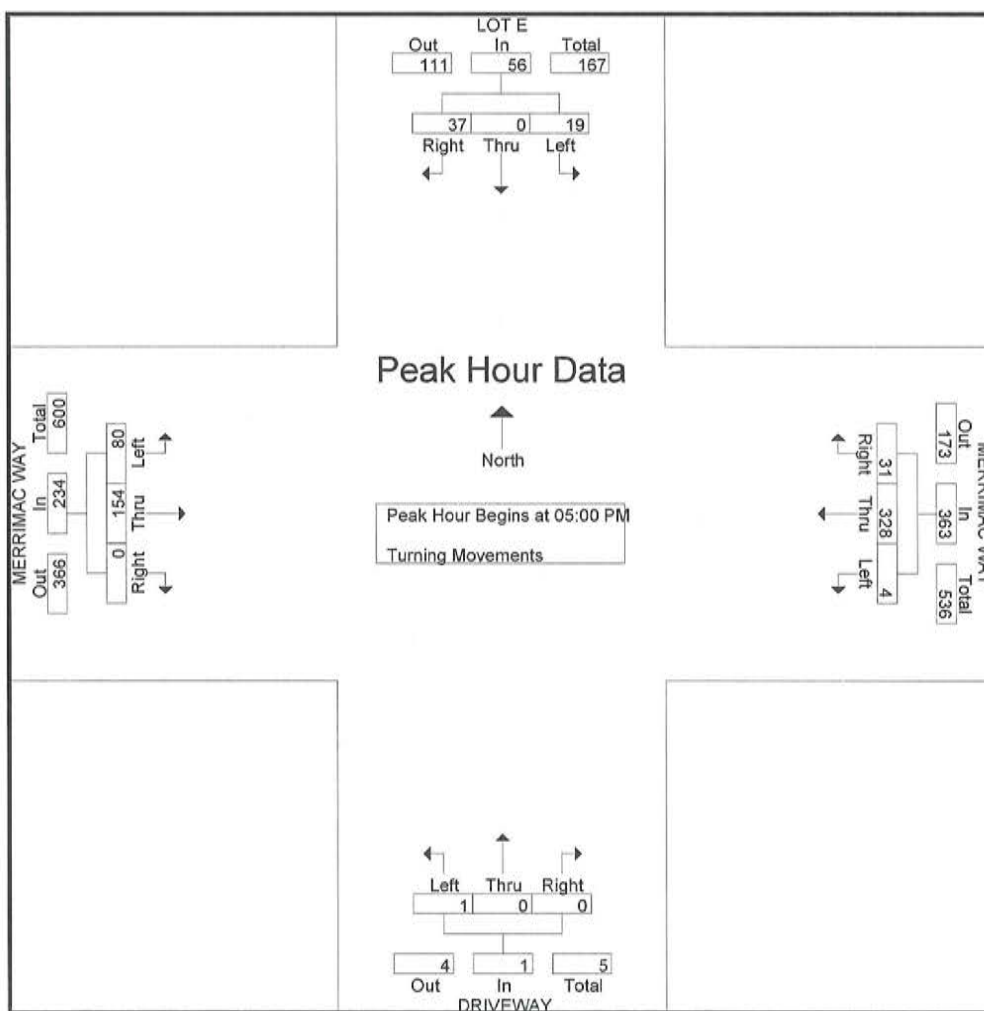 LOT E
Out In Total
111 56 167
37 0 19
Right Thru Left
Peak Hour Data
North
Peak Hour Begins at 05:00 PM
Turning Movements
MERRIMAC WAY
Out In Total
366 234 600
80 154 0
Left Thru Right
MERRIMAC WAY
Out In Total
173 363 536
31 328 4
Right Thru Left
Left Thru Right
1 0 0
4 1 5
Out In Total
DRIVEWAY